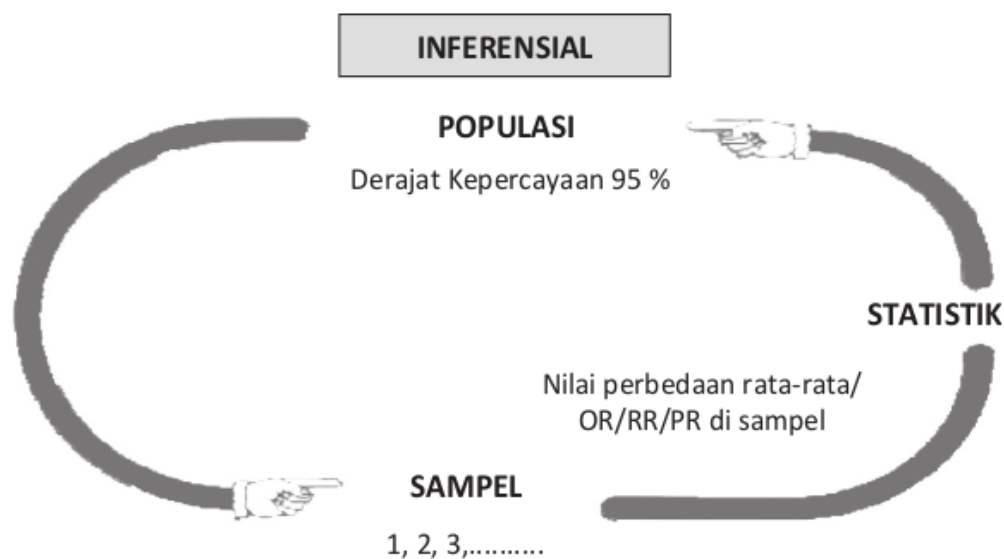 INFERENSIAL
POPULASI
Derajat Kepercayaan 95 %
STATISTIK
Nilai perbedaan rata-rata/
OR/RR/PR di sampel
SAMPEL
1, 2, 3,..........